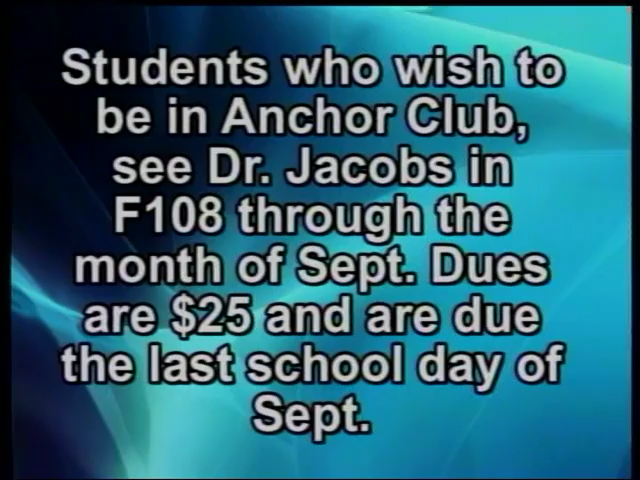 Students who wish to
be in Anchor Club,
see Dr. Jacobs in
F108 through the
month of Sept. Dues
are $25 and are due
the last school day of
Sept.